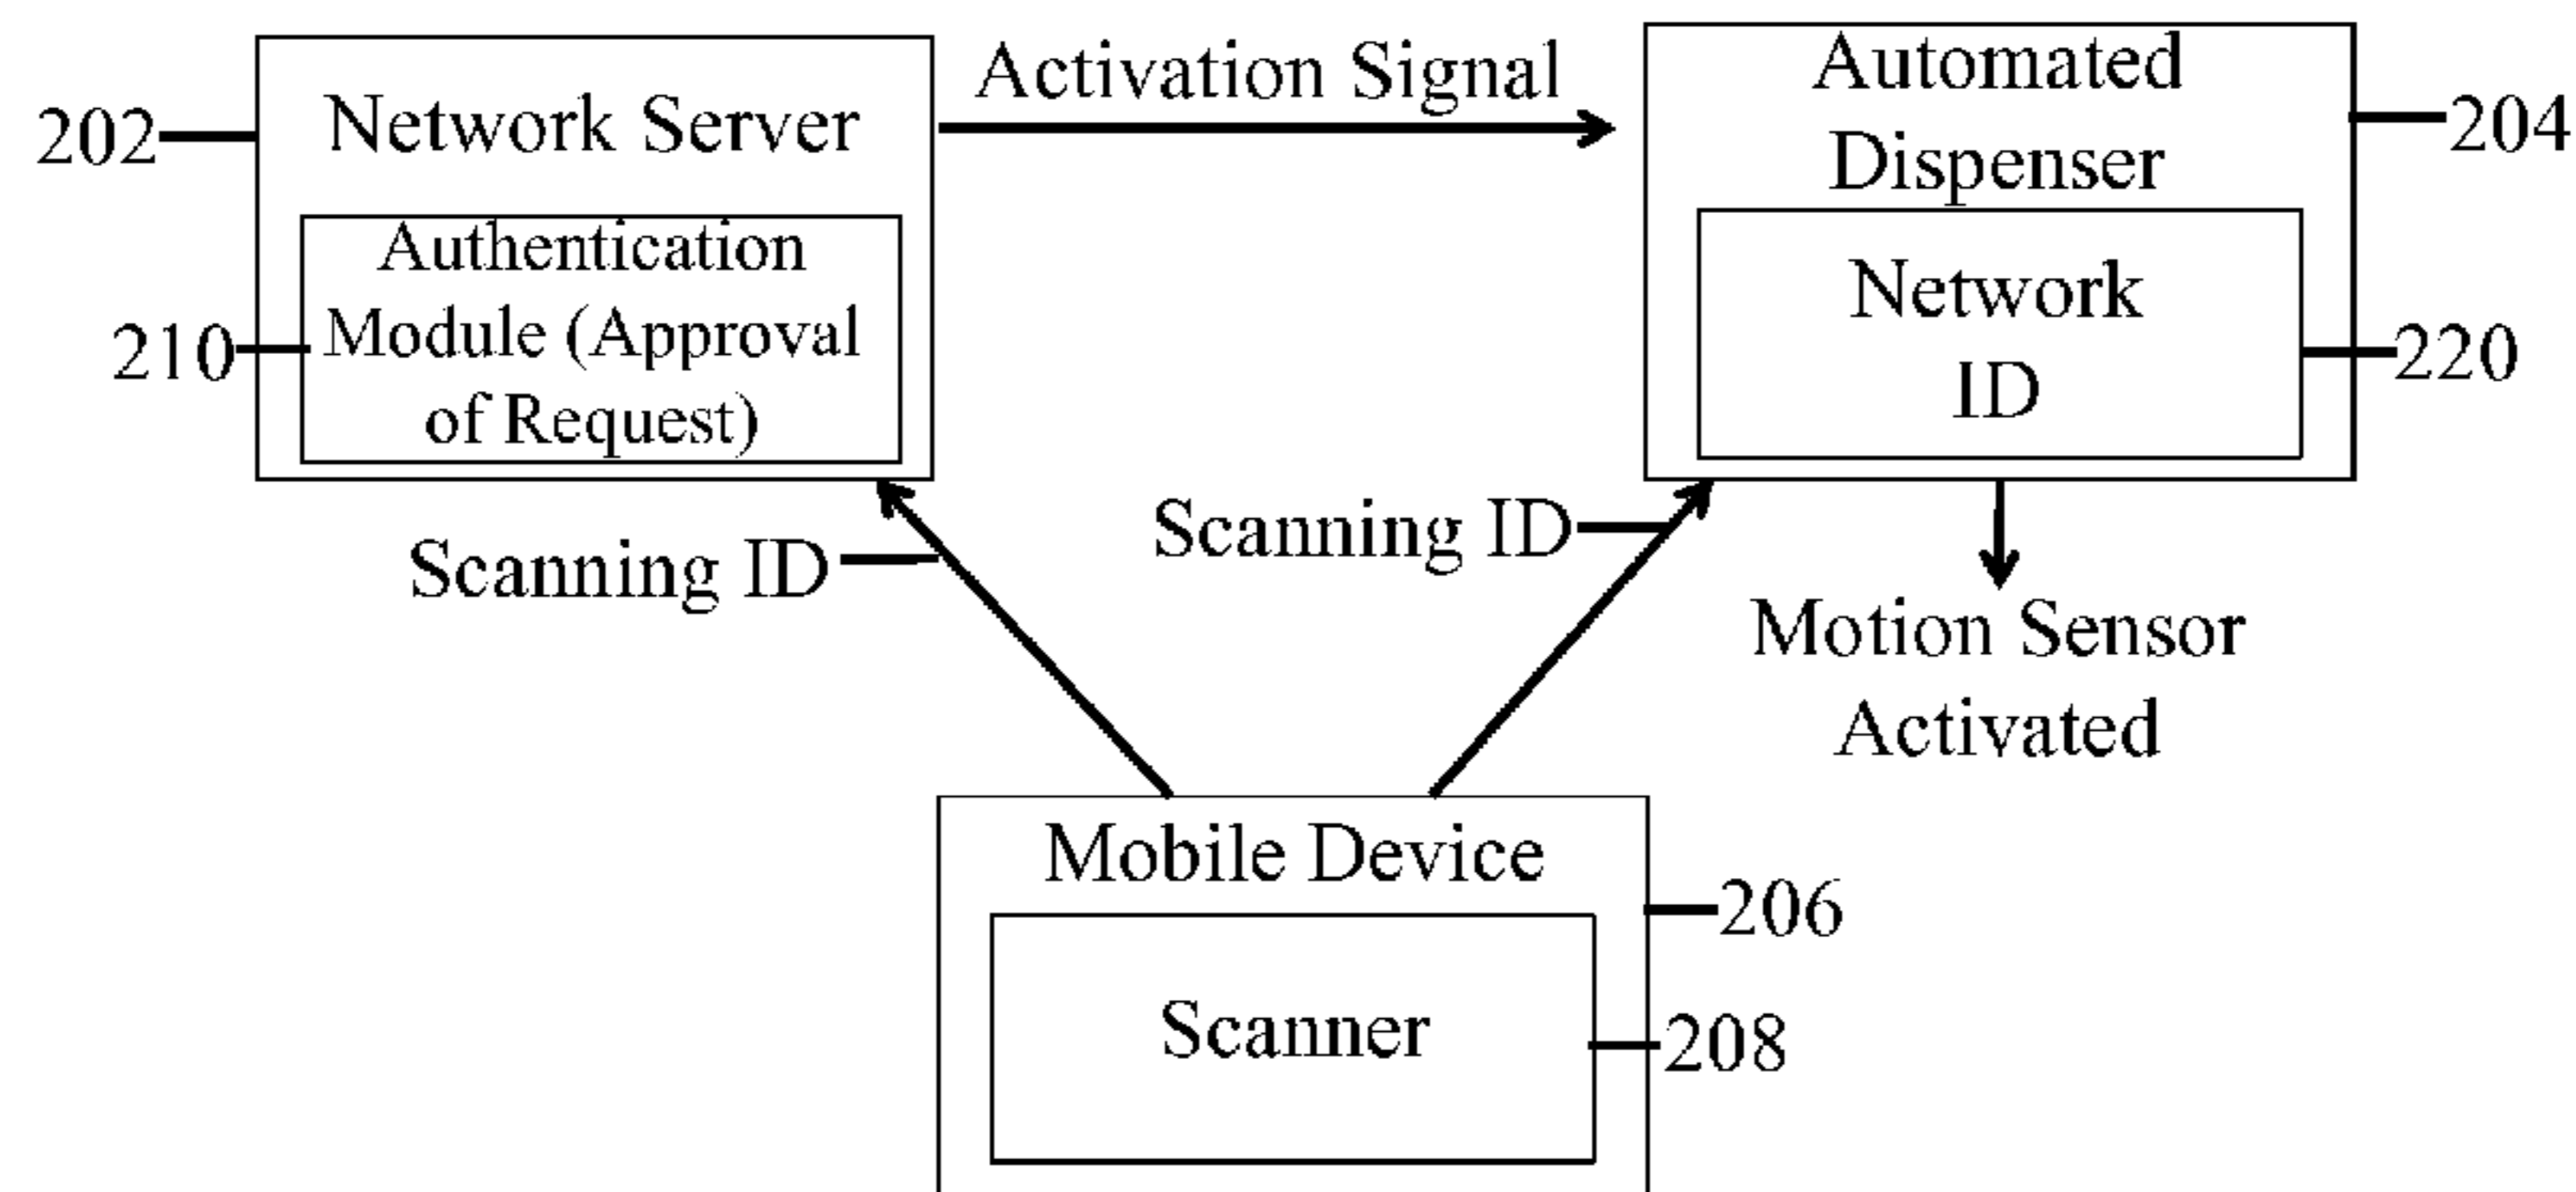 202
Network Server
Authentication
Module (Approval
of Request)
210
Activation Signal
Automated
Dispenser
204
Network
ID
220
Scanning ID
Scanning ID
Motion Sensor
Activated
Mobile Device
206
Scanner
208